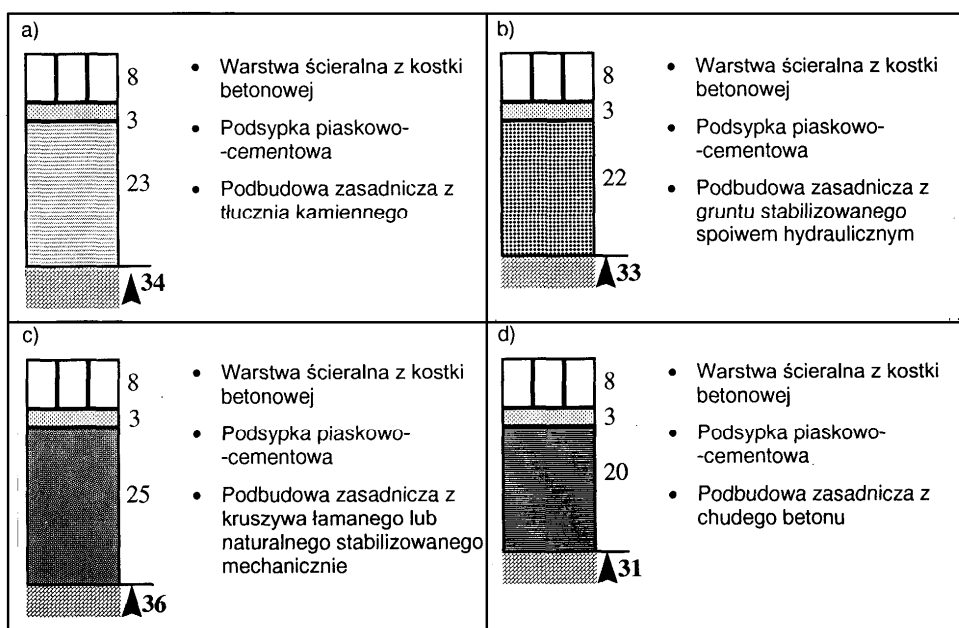 a)
8
3
23
34
• Warstwa ścieralna z kostki
betonowej
• Podsypka piaskowo-
-cementowa
• Podbudowa zasadnicza z
tłucznia kamiennego
b)
8
3
22
33
• Warstwa ścieralna z kostki
betonowej
• Podsypka piaskowo-
-cementowa
• Podbudowa zasadnicza z
gruntu stabilizowanego
spoiwem hydraulicznym
c)
8
3
25
36
• Warstwa ścieralna z kostki
betonowej
• Podsypka piaskowo-
-cementowa
• Podbudowa zasadnicza z
kruszywa łamanego lub
naturalnego stabilizowanego
mechanicznie
d)
8
3
20
31
• Warstwa ścieralna z kostki
betonowej
• Podsypka piaskowo-
-cementowa
• Podbudowa zasadnicza z
chudego betonu